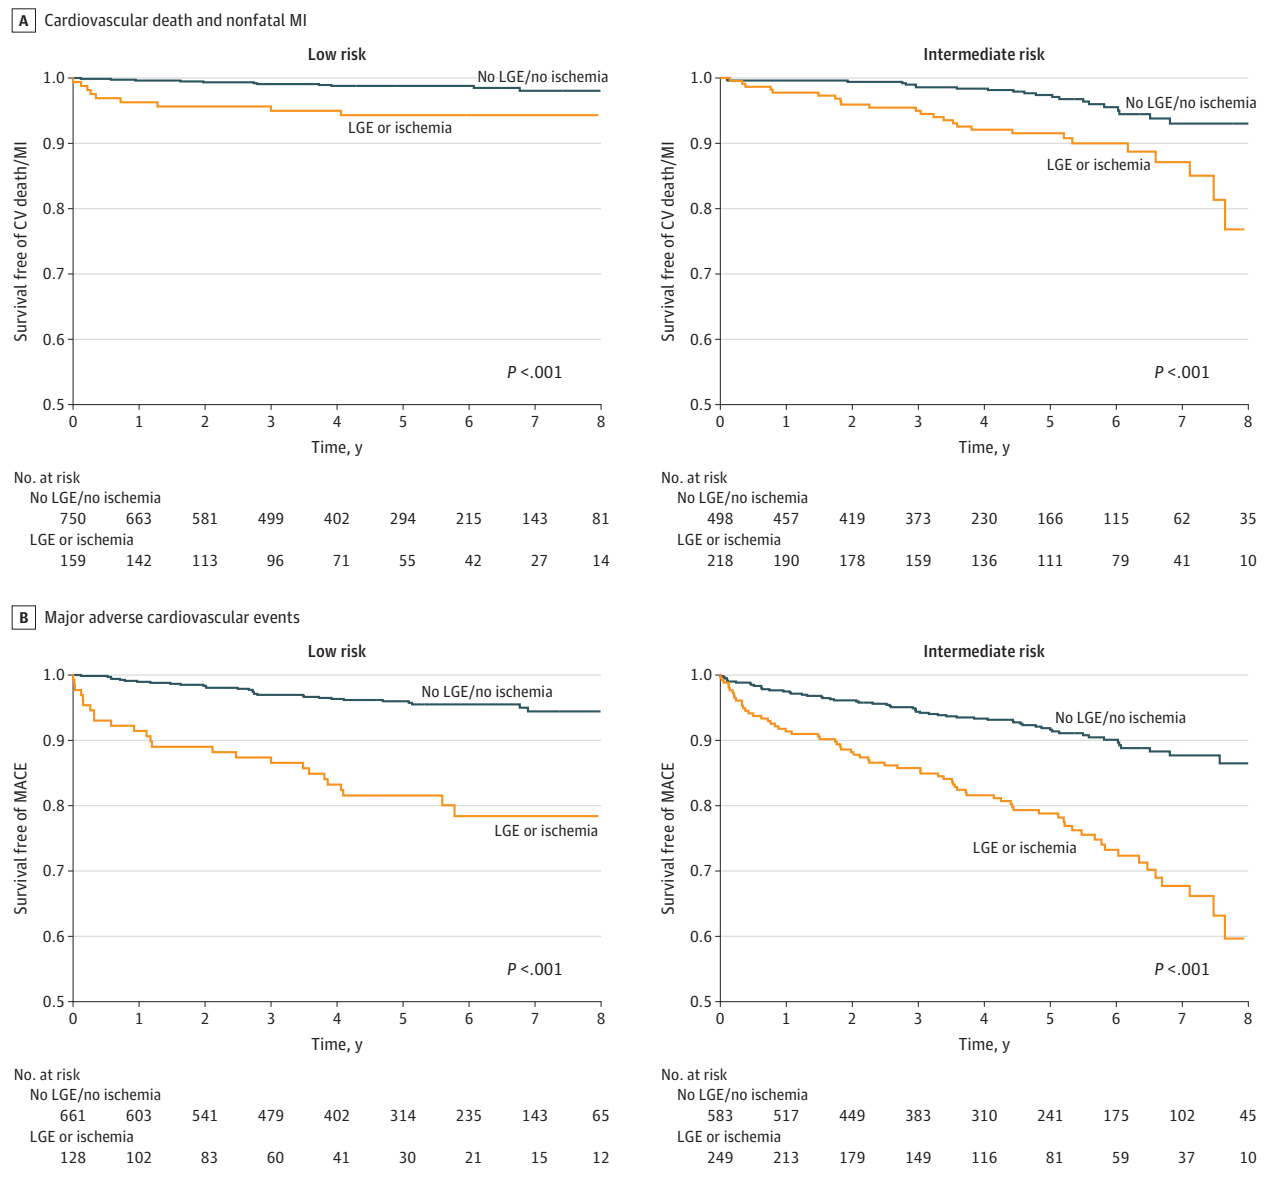 A Cardiovascular death and nonfatal MI
Low risk
Survival free of CV death/MI
1.0
0.9
0.8
0.7
0.6
0.5
No LGE/no ischemia
LGE or ischemia
P <.001
0 1 2 3 4 5 6 7 8
Time, y
No. at risk
No LGE/no ischemia
750 663 581 499 402 294 215 143 81
LGE or ischemia
159 142 113 96 71 55 42 27 14
Intermediate risk
Survival free of CV death/MI
1.0
0.9
0.8
0.7
0.6
0.5
No LGE/no ischemia
LGE or ischemia
P <.001
0 1 2 3 4 5 6 7 8
Time, y
No. at risk
No LGE/no ischemia
498 457 419 373 230 166 115 62 35
LGE or ischemia
218 190 178 159 136 111 79 41 10
B Major adverse cardiovascular events
Low risk
Survival free of MACE
1.0
0.9
0.8
0.7
0.6
0.5
No LGE/no ischemia
LGE or ischemia
P <.001
0 1 2 3 4 5 6 7 8
Time, y
No. at risk
No LGE/no ischemia
661 603 541 479 402 314 235 143 65
LGE or ischemia
128 102 83 60 41 30 21 15 12
Intermediate risk
Survival free of MACE
1.0
0.9
0.8
0.7
0.6
0.5
No LGE/no ischemia
LGE or ischemia
P <.001
0 1 2 3 4 5 6 7 8
Time, y
No. at risk
No LGE/no ischemia
583 517 449 383 310 241 175 102 45
LGE or ischemia
249 213 179 149 116 81 59 37 10